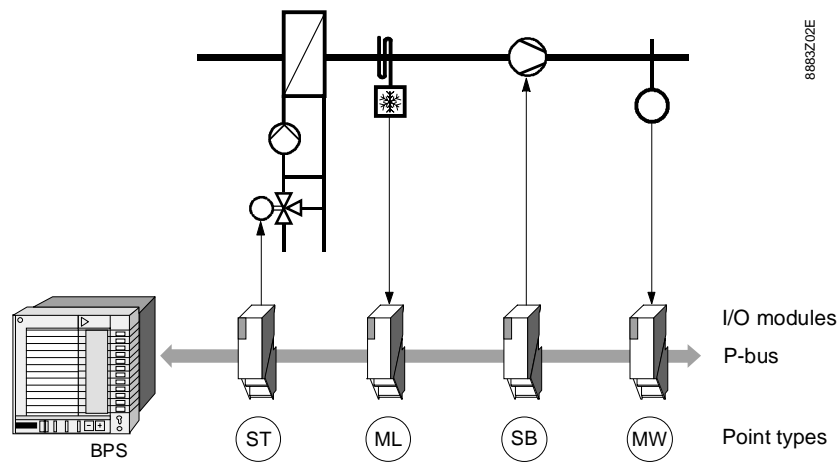 8883Z02E
I/O modules
P-bus
BPS
ST
ML
SB
MW
Point types